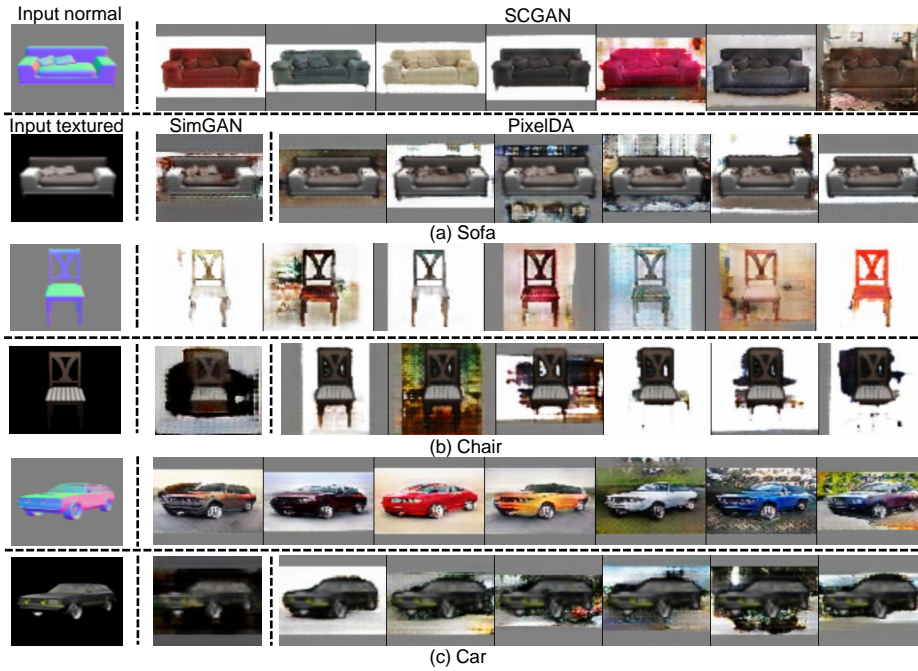 Input normal SCGAN
Input textured SimGAN PixelDA
(a) Sofa
(b) Chair
(c) Car